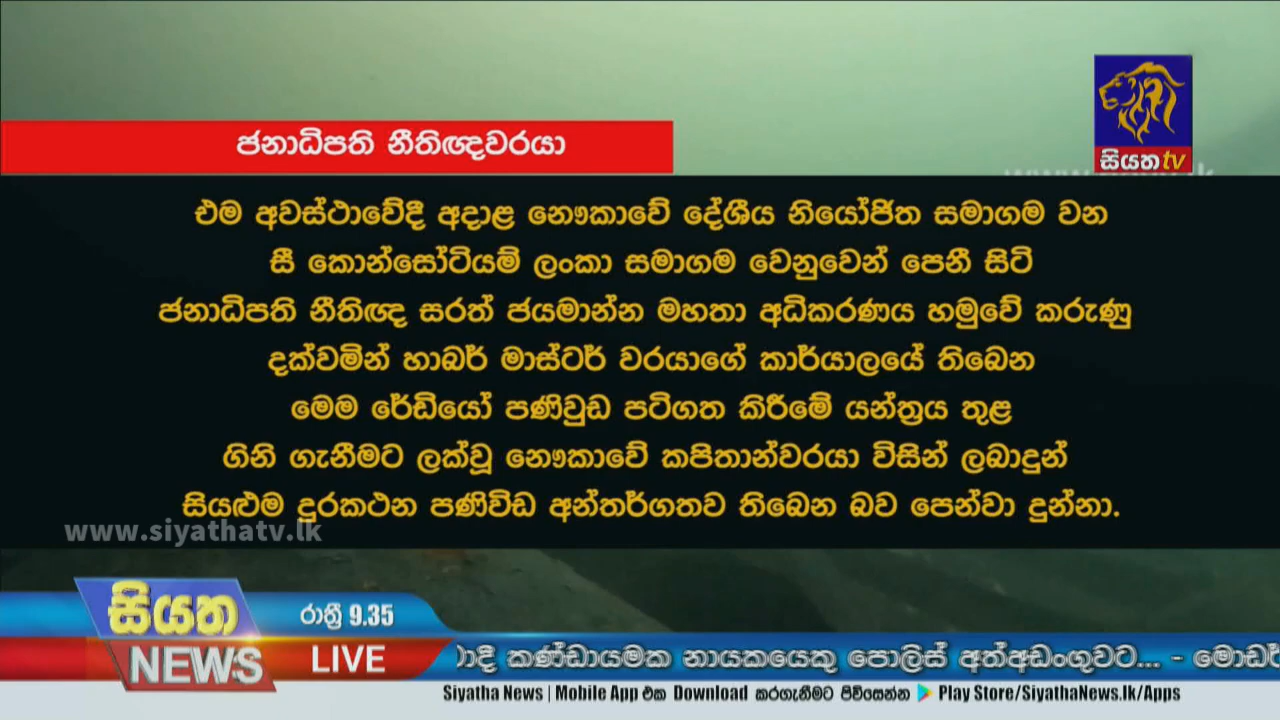 සියත tv
ජනාධිපති නීතිඥවරයා
එම අවස්ථාවේදී අදාළ නෞකාවේ දේශීය නියෝජිත සමාගම වන
සී කොන්සෝටියම් ලංකා සමාගම වෙනුවෙන් පෙනී සිටි
ජනාධිපති නීතිඥ සරත් ජයමාන්න මහතා අධිකරණය හමුවේ කරුණු
දක්වමින් හාබර් මාස්ටර් වරයාගේ කාර්යාලයේ තිබෙන
මෙම රේඩියෝ පණිවුඩ පටිගත කිරීමේ යන්ත්‍රය තුළ
ගිනි ගැනීමට ලක්වූ නෞකාවේ කපිතාන්වරයා විසින් ලබාදුන්
සියළුම දුරකථන පණිවිඩ අන්තර්ගතව තිබෙන බව පෙන්වා දුන්නා.
www.siyathatv.lk
සියත
NEWS
රාත්‍රී 9.35
LIVE
කණ්ඩායමක නායකයෙකු පොලිස් අත්අඩංගුවට... -
Siyatha News | Mobile App එක Download කරගැනීමට පිවිසෙන්න Play Store/SiyathaNews.lk/Apps